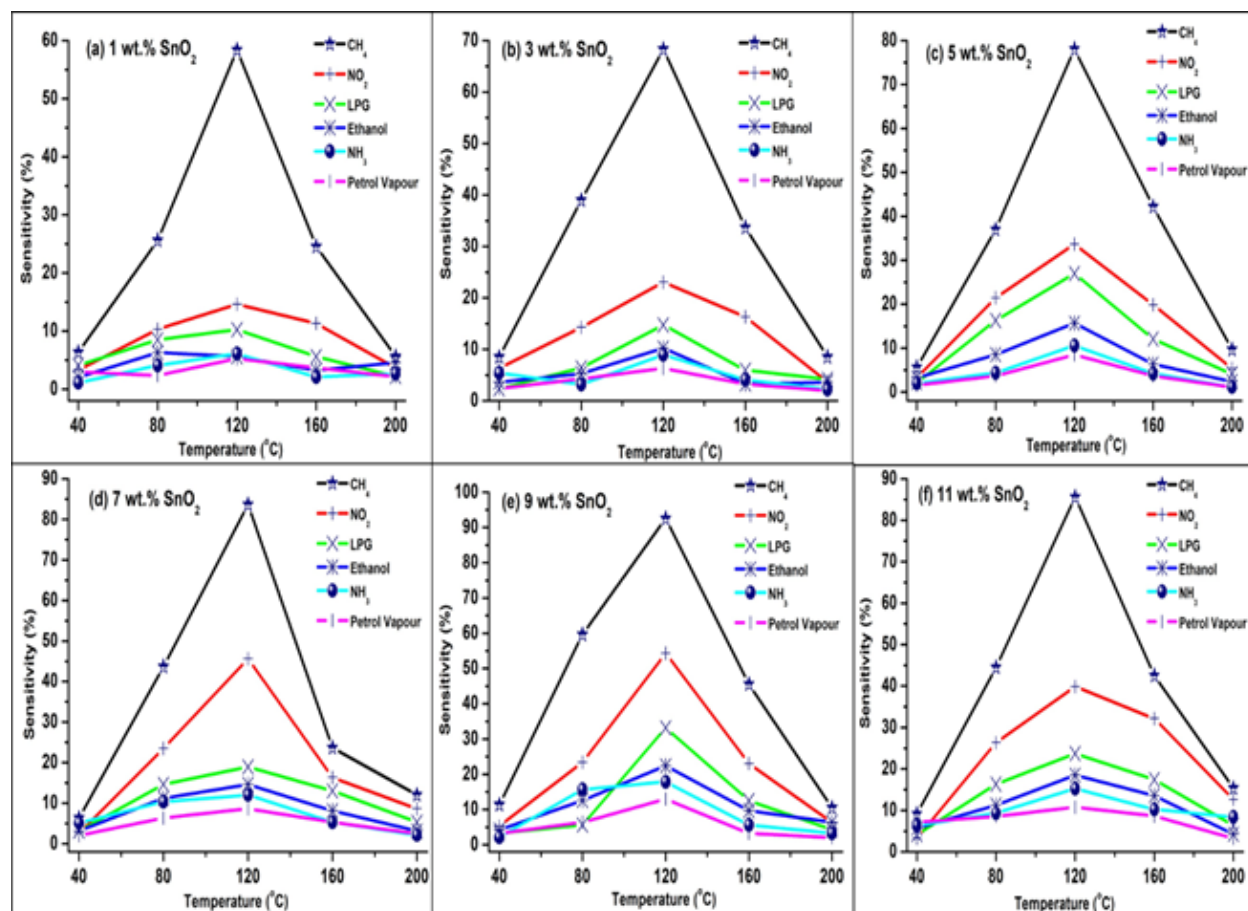 (a) 1 wt.% SnO₂
CH₄
NO₂
LPG
Ethanol
NH₃
Petrol Vapour
60
50
40
30
20
10
0
Sensitivity (%)
40 80 120 160 200
Temperature (⁰C)
(b) 3 wt.% SnO₂
CH₄
NO₂
LPG
Ethanol
NH₃
Petrol Vapour
70
60
50
40
30
20
10
0
Sensitivity (%)
40 80 120 160 200
Temperature (⁰C)
(c) 5 wt.% SnO₂
CH₄
NO₂
LPG
Ethanol
NH₃
Petrol Vapour
80
70
60
50
40
30
20
10
0
Sensitivity (%)
40 80 120 160 200
Temperature (⁰C)
(d) 7 wt.% SnO₂
CH₄
NO₂
LPG
Ethanol
NH₃
Petrol Vapour
90
80
70
60
50
40
30
20
10
0
Sensitivity (%)
40 80 120 160 200
Temperature (⁰C)
(e) 9 wt.% SnO₂
CH₄
NO₂
LPG
Ethanol
NH₃
Petrol Vapour
100
90
80
70
60
50
40
30
20
10
0
Sensitivity (%)
40 80 120 160 200
Temperature (⁰C)
(f) 11 wt.% SnO₂
CH₄
NO₂
LPG
Ethanol
NH₃
Petrol Vapour
90
80
70
60
50
40
30
20
10
0
Sensitivity (%)
40 80 120 160 200
Temperature (⁰C)